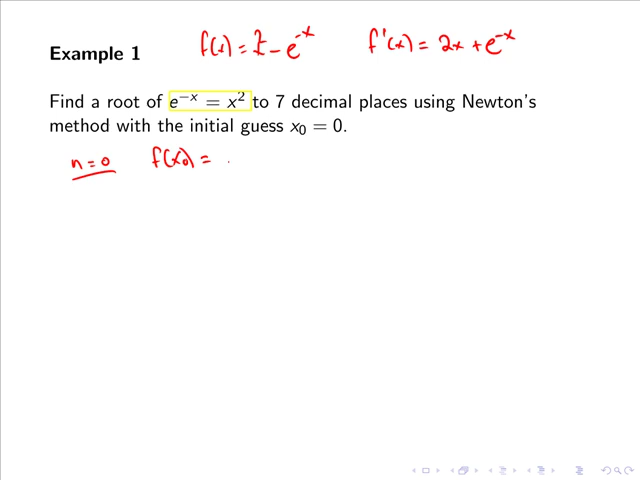 f(x) = x² - e⁻ˣ f'(x) = 2x + e⁻ˣ
Example 1
Find a root of e⁻ˣ = x² to 7 decimal places using Newton's
method with the initial guess x₀ = 0.
n = 0 f(x₀) =